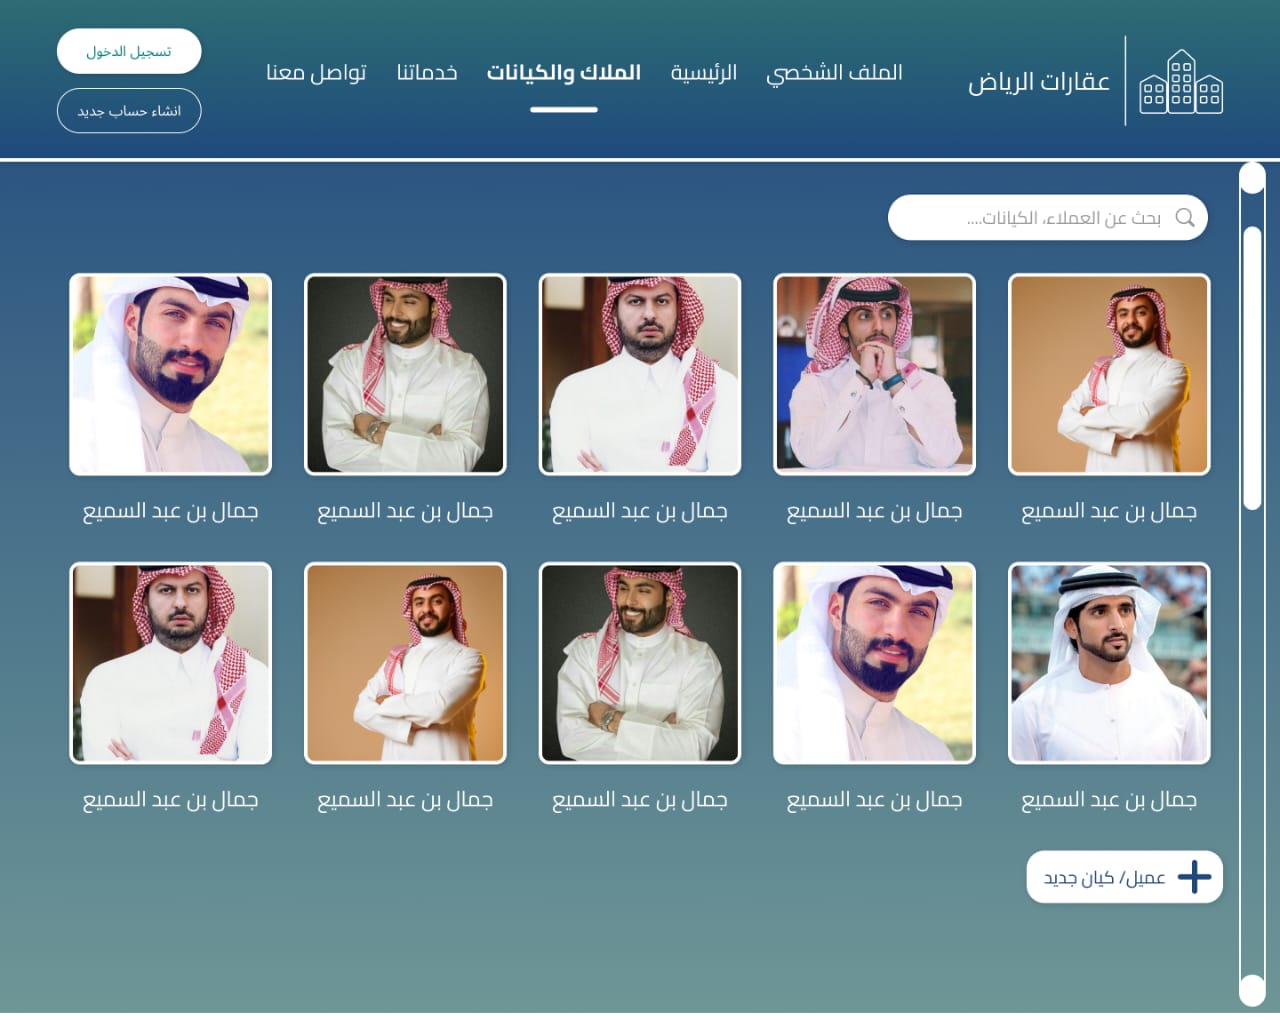 عقارات الرياض
الملف الشخصي
الرئيسية
الملاك والكيانات
خدماتنا
تواصل معنا
تسجيل الدخول
انشاء حساب جديد
بحث عن العملاء، الكيانات....
جمال بن عبد السميع
جمال بن عبد السميع
جمال بن عبد السميع
جمال بن عبد السميع
جمال بن عبد السميع
جمال بن عبد السميع
جمال بن عبد السميع
جمال بن عبد السميع
جمال بن عبد السميع
جمال بن عبد السميع
عميل/ كيان جديد